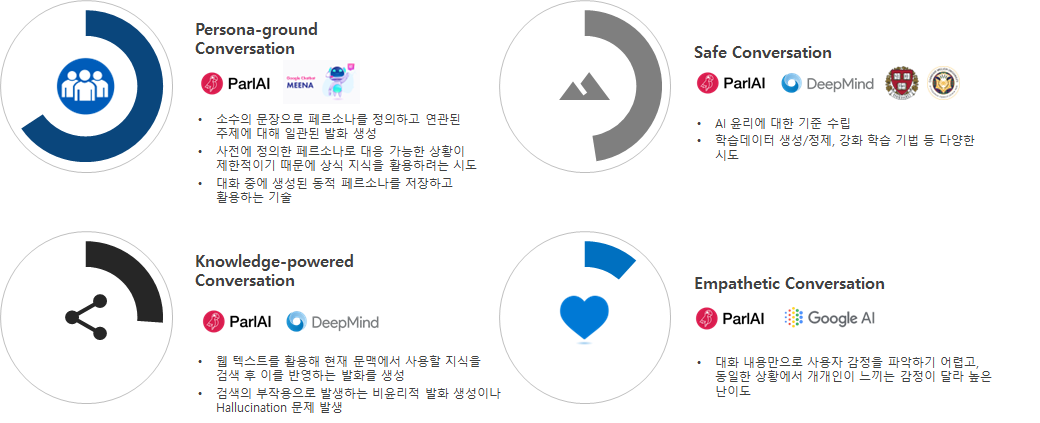 Persona-ground
Conversation
ParlAI
Google Chatbot
MEENA
• 소수의 문장으로 페르소나를 정의하고 연관된
주제에 대해 일관된 발화 생성
• 사전에 정의한 페르소나로 대응 가능한 상황이
제한적이기 때문에 상식 지식을 활용하려는 시도
• 대화 중에 생성된 동적 페르소나를 저장하고
활용하는 기술
Safe Conversation
ParlAI DeepMind
• AI 윤리에 대한 기준 수립
• 학습데이터 생성/정제, 강화 학습 기법 등 다양한
시도
Knowledge-powered
Conversation
ParlAI DeepMind
• 웹 텍스트를 활용해 현재 문맥에서 사용할 지식을
검색 후 이를 반영하는 발화를 생성
• 검색의 부작용으로 발생하는 비윤리적 발화 생성이나
Hallucination 문제 발생
Empathetic Conversation
ParlAI Google AI
• 대화 내용만으로 사용자 감정을 파악하기 어렵고,
동일한 상황에서 개개인이 느끼는 감정이 달라 높은
난이도